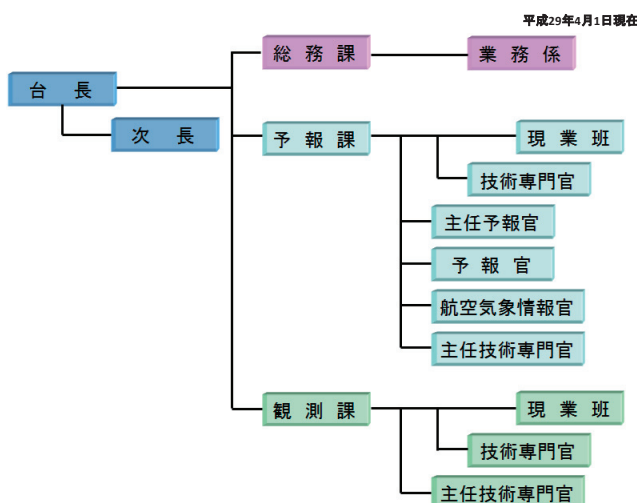 平成29年4月1日現在
総務課
業務係
台長
次長
予報課
現業班
技術専門官
主任予報官
予報官
航空気象情報官
主任技術専門官
観測課
現業班
技術専門官
主任技術専門官